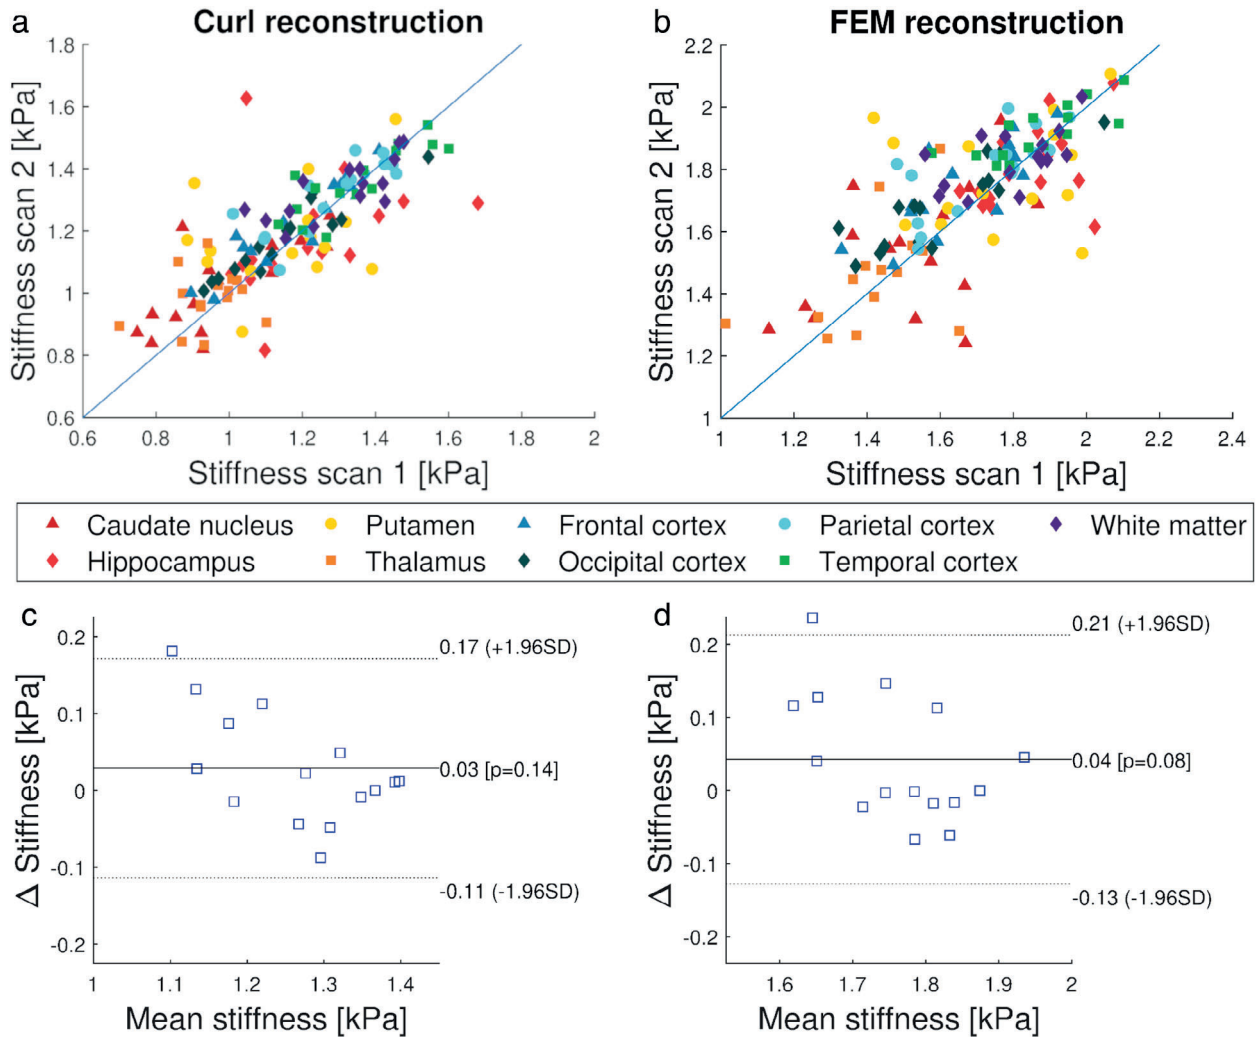 a
Curl reconstruction
1.8
1.6
1.4
1.2
1
0.8
0.6
Stiffness scan 2 [kPa]
0.6 0.8 1 1.2 1.4 1.6 1.8 2
Stiffness scan 1 [kPa]
b
FEM reconstruction
2.2
2
1.8
1.6
1.4
1.2
1
Stiffness scan 2 [kPa]
1 1.2 1.4 1.6 1.8 2 2.2 2.4
Stiffness scan 1 [kPa]
Caudate nucleus Putamen Frontal cortex Parietal cortex White matter
Hippocampus Thalamus Occipital cortex Temporal cortex
c
0.2
0.1
0
-0.1
-0.2
Δ Stiffness [kPa]
0.17 (+1.96SD)
0.03 [p=0.14]
-0.11 (-1.96SD)
1 1.1 1.2 1.3 1.4
Mean stiffness [kPa]
d
0.2
0.1
0
-0.1
-0.2
Δ Stiffness [kPa]
0.21 (+1.96SD)
0.04 [p=0.08]
-0.13 (-1.96SD)
1.6 1.7 1.8 1.9 2
Mean stiffness [kPa]